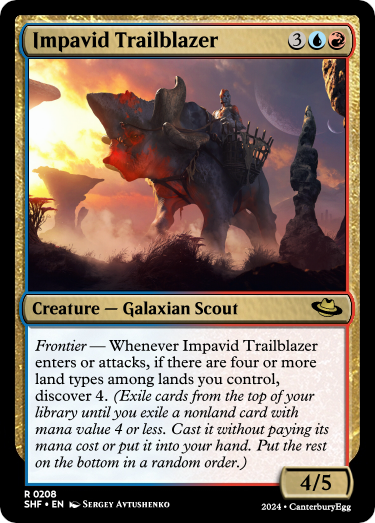 Impavid Trailblazer 3
Creature — Galaxian Scout
Frontier — Whenever Impavid Trailblazer
enters or attacks, if there are four or more
land types among lands you control,
discover 4. (Exile cards from the top of your
library until you exile a nonland card with
mana value 4 or less. Cast it without paying its
mana cost or put it into your hand. Put the rest
on the bottom in a random order.)
4/5
R 0208
SHF • EN Sergey Avtushenko
2024 • CanterburyEgg